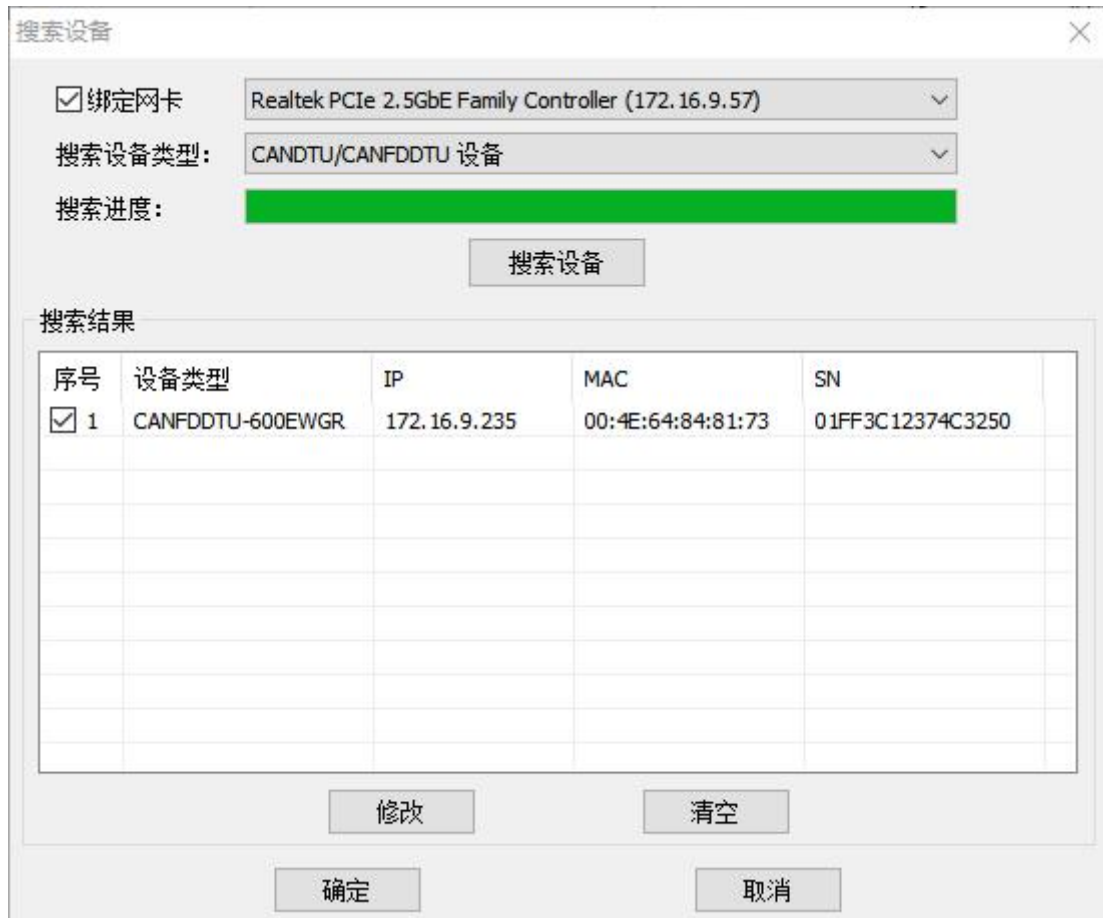 搜索设备
绑定网卡 Realtek PCIe 2.5GbE Family Controller (172.16.9.57)
搜索设备类型： CANDTU/CANFDDTU 设备
搜索进度：
搜索设备
搜索结果
序号 设备类型 IP MAC SN
1 CANFDDTU-600EWGR 172.16.9.235 00:4E:64:84:81:73 01FF3C12374C3250
修改 清空
确定 取消